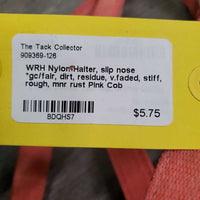 The Tack Collector
909369-126
WRH Nylon Halter, slip nose
*gc/fair, dirt, residue, v.faded, stiff,
rough, mnr rust Pink Cob
BDQHS7
$5.75